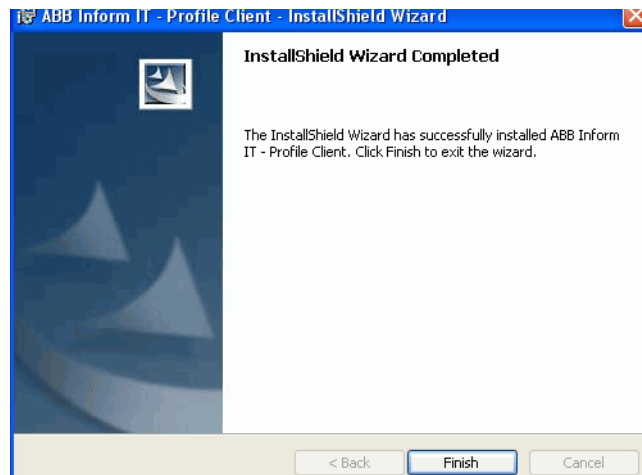 ABB Inform IT - Profile Client - InstallShield Wizard
InstallShield Wizard Completed
The InstallShield Wizard has successfully installed ABB Inform
IT - Profile Client. Click Finish to exit the wizard.
< Back
Finish
Cancel